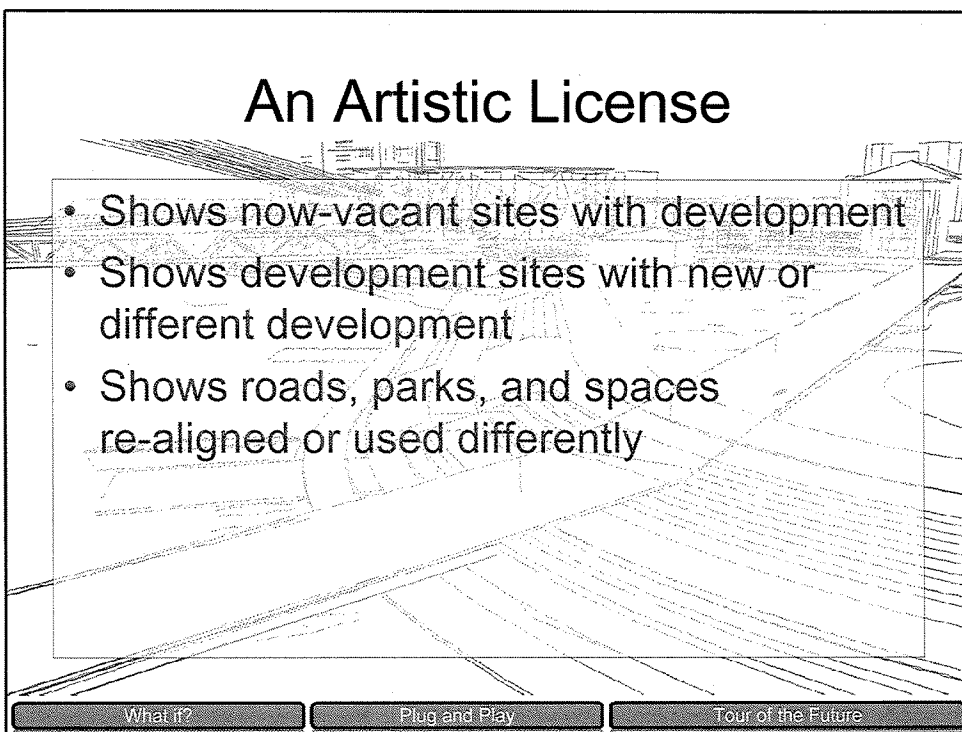 An Artistic License
• Shows now-vacant sites with development
• Shows development sites with new or
different development
• Shows roads, parks, and spaces
re-aligned or used differently
What if?
Plug and Play
Tour of the Future